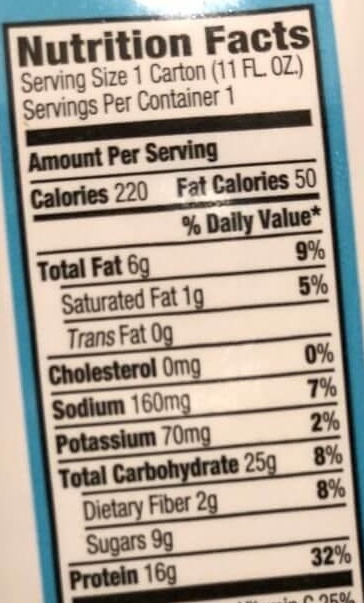 Nutrition Facts
Serving Size 1 Carton (11 FL. OZ.)
Servings Per Container 1
Amount Per Serving
Calories 220 Fat Calories 50
% Daily Value*
Total Fat 6g 9%
Saturated Fat 1g 5%
Trans Fat 0g
Cholesterol 0mg 0%
Sodium 160mg 7%
Potassium 70mg 2%
Total Carbohydrate 25g 8%
Dietary Fiber 2g 8%
Sugars 9g
Protein 16g 32%
C 25%